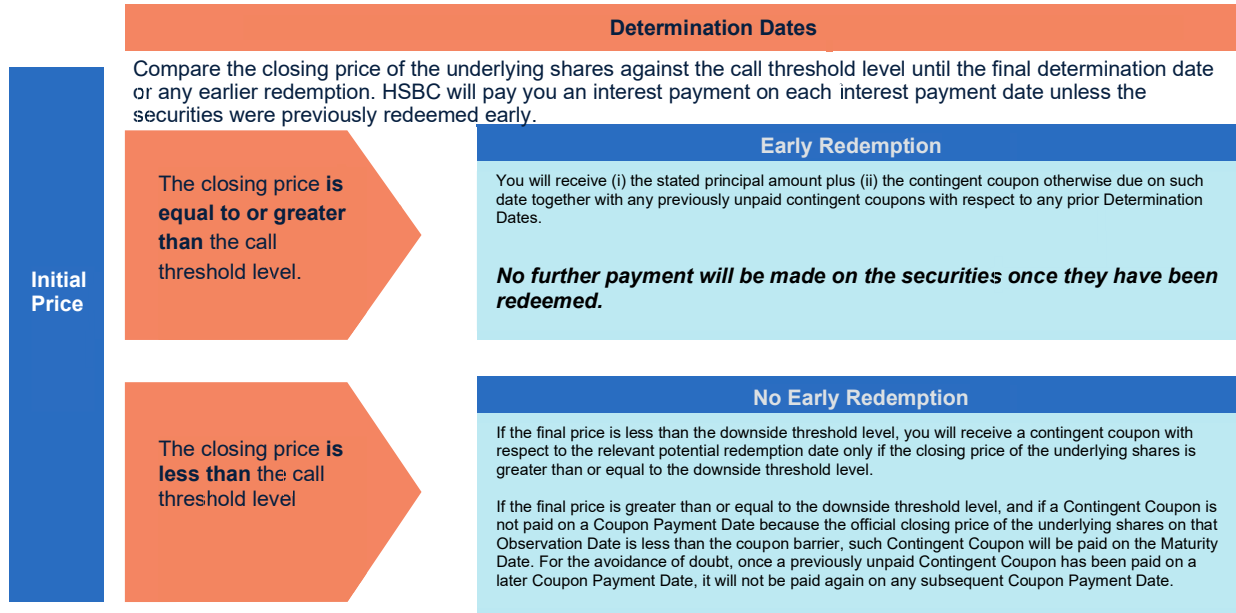 Determination Dates
Compare the closing price of the underlying shares against the call threshold level until the final determination date
or any earlier redemption. HSBC will pay you an interest payment on each interest payment date unless the
securities were previously redeemed early.
Initial
Price
The closing price is
equal to or greater
than the call
threshold level.
Early Redemption
You will receive (i) the stated principal amount plus (ii) the contingent coupon otherwise due on such
date together with any previously unpaid contingent coupons with respect to any prior Determination
Dates.
No further payment will be made on the securities once they have been
redeemed.
The closing price is
less than the call
threshold level
No Early Redemption
If the final price is less than the downside threshold level, you will receive a contingent coupon with
respect to the relevant potential redemption date only if the closing price of the underlying shares is
greater than or equal to the downside threshold level.
If the final price is greater than or equal to the downside threshold level, and if a Contingent Coupon is
not paid on a Coupon Payment Date because the official closing price of the underlying shares on that
Observation Date is less than the coupon barrier, such Contingent Coupon will be paid on the Maturity
Date. For the avoidance of doubt, once a previously unpaid Contingent Coupon has been paid on a
later Coupon Payment Date, it will not be paid again on any subsequent Coupon Payment Date.